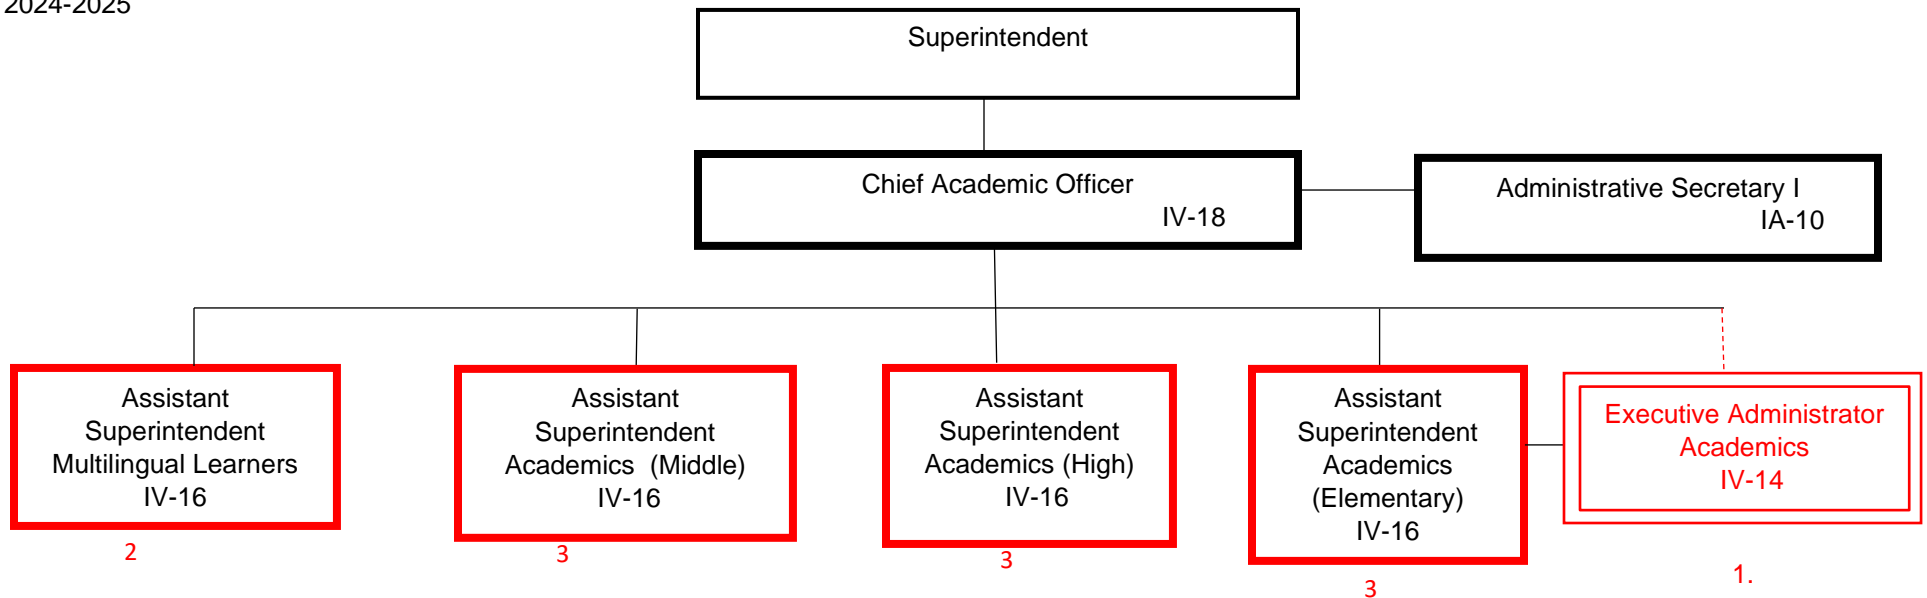 2024-2025
Superintendent
Chief Academic Officer
IV-18
Administrative Secretary I
IA-10
Assistant
Superintendent
Multilingual Learners
IV-16
2
Assistant
Superintendent
Academics (Middle)
IV-16
3
Assistant
Superintendent
Academics (High)
IV-16
3
Assistant
Superintendent
Academics
(Elementary)
IV-16
3
Executive Administrator
Academics
IV-14
1.